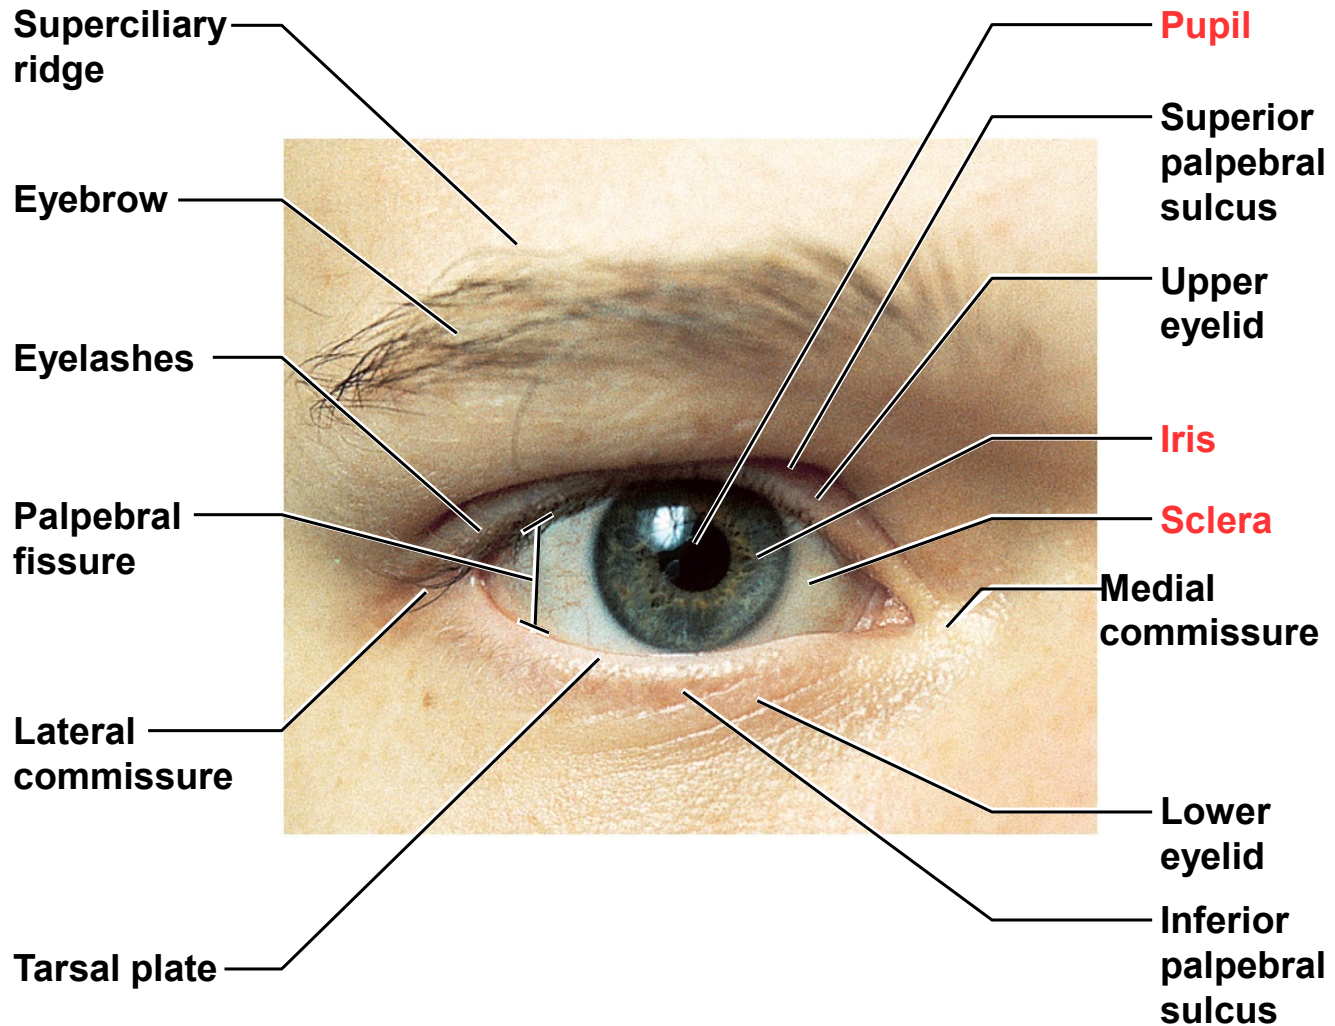 Superciliary
ridge
Eyebrow
Eyelashes
Palpebral
fissure
Lateral
commissure
Tarsal plate
Pupil
Superior
palpebral
sulcus
Upper
eyelid
Iris
Sclera
Medial
commissure
Lower
eyelid
Inferior
palpebral
sulcus